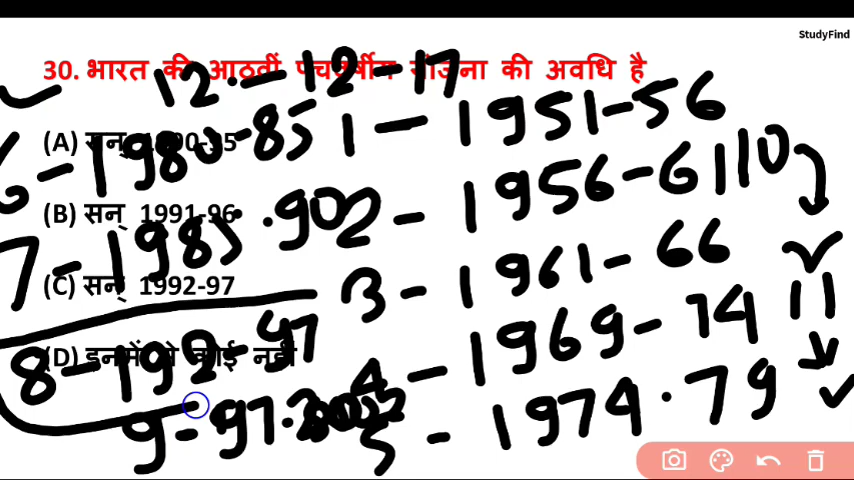 StudyFind
30. भारत की आठवीं पंचवर्षीय योजना की अवधि है
12 - 12 - 17
(A) सन् 1990-95
6 - 1980-85
1 - 1951-56
(B) सन् 1991-96
7 - 1985.90
2 - 1956-61
10
(C) सन् 1992-97
3 - 1961-66
11
(D) इनमें से कोई नहीं
8 - 192-97
4 - 1969-74
9 - 97.2002
5 - 1974.79